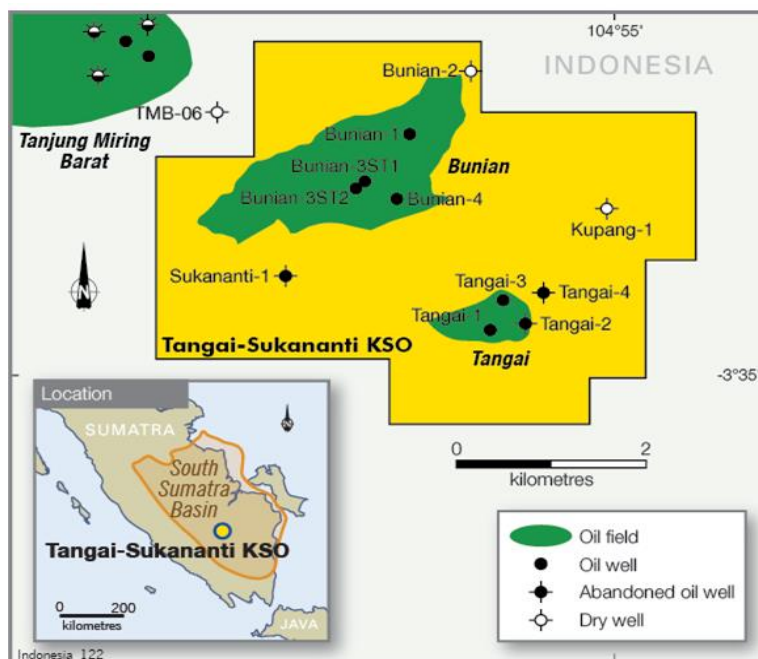 104°55'
INDONESIA
Bunian-2
TMB-06
Tanjung Miring
Barat
Bunian-1
Bunian
Bunian-3ST1
Bunian-3ST2
Bunian-4
Kupang-1
N
Sukananti-1
Tangai-3
Tangai-4
Tangai-1
Tangai-2
Tangai-Sukananti KSO
Tangai
-3°35'
0 2
kilometres
Location
SUMATRA
South
Sumatra
Basin
Tangai-Sukananti KSO
0 200
kilometres
JAVA
Oil field
Oil well
Abandoned oil well
Dry well
Indonesia_122